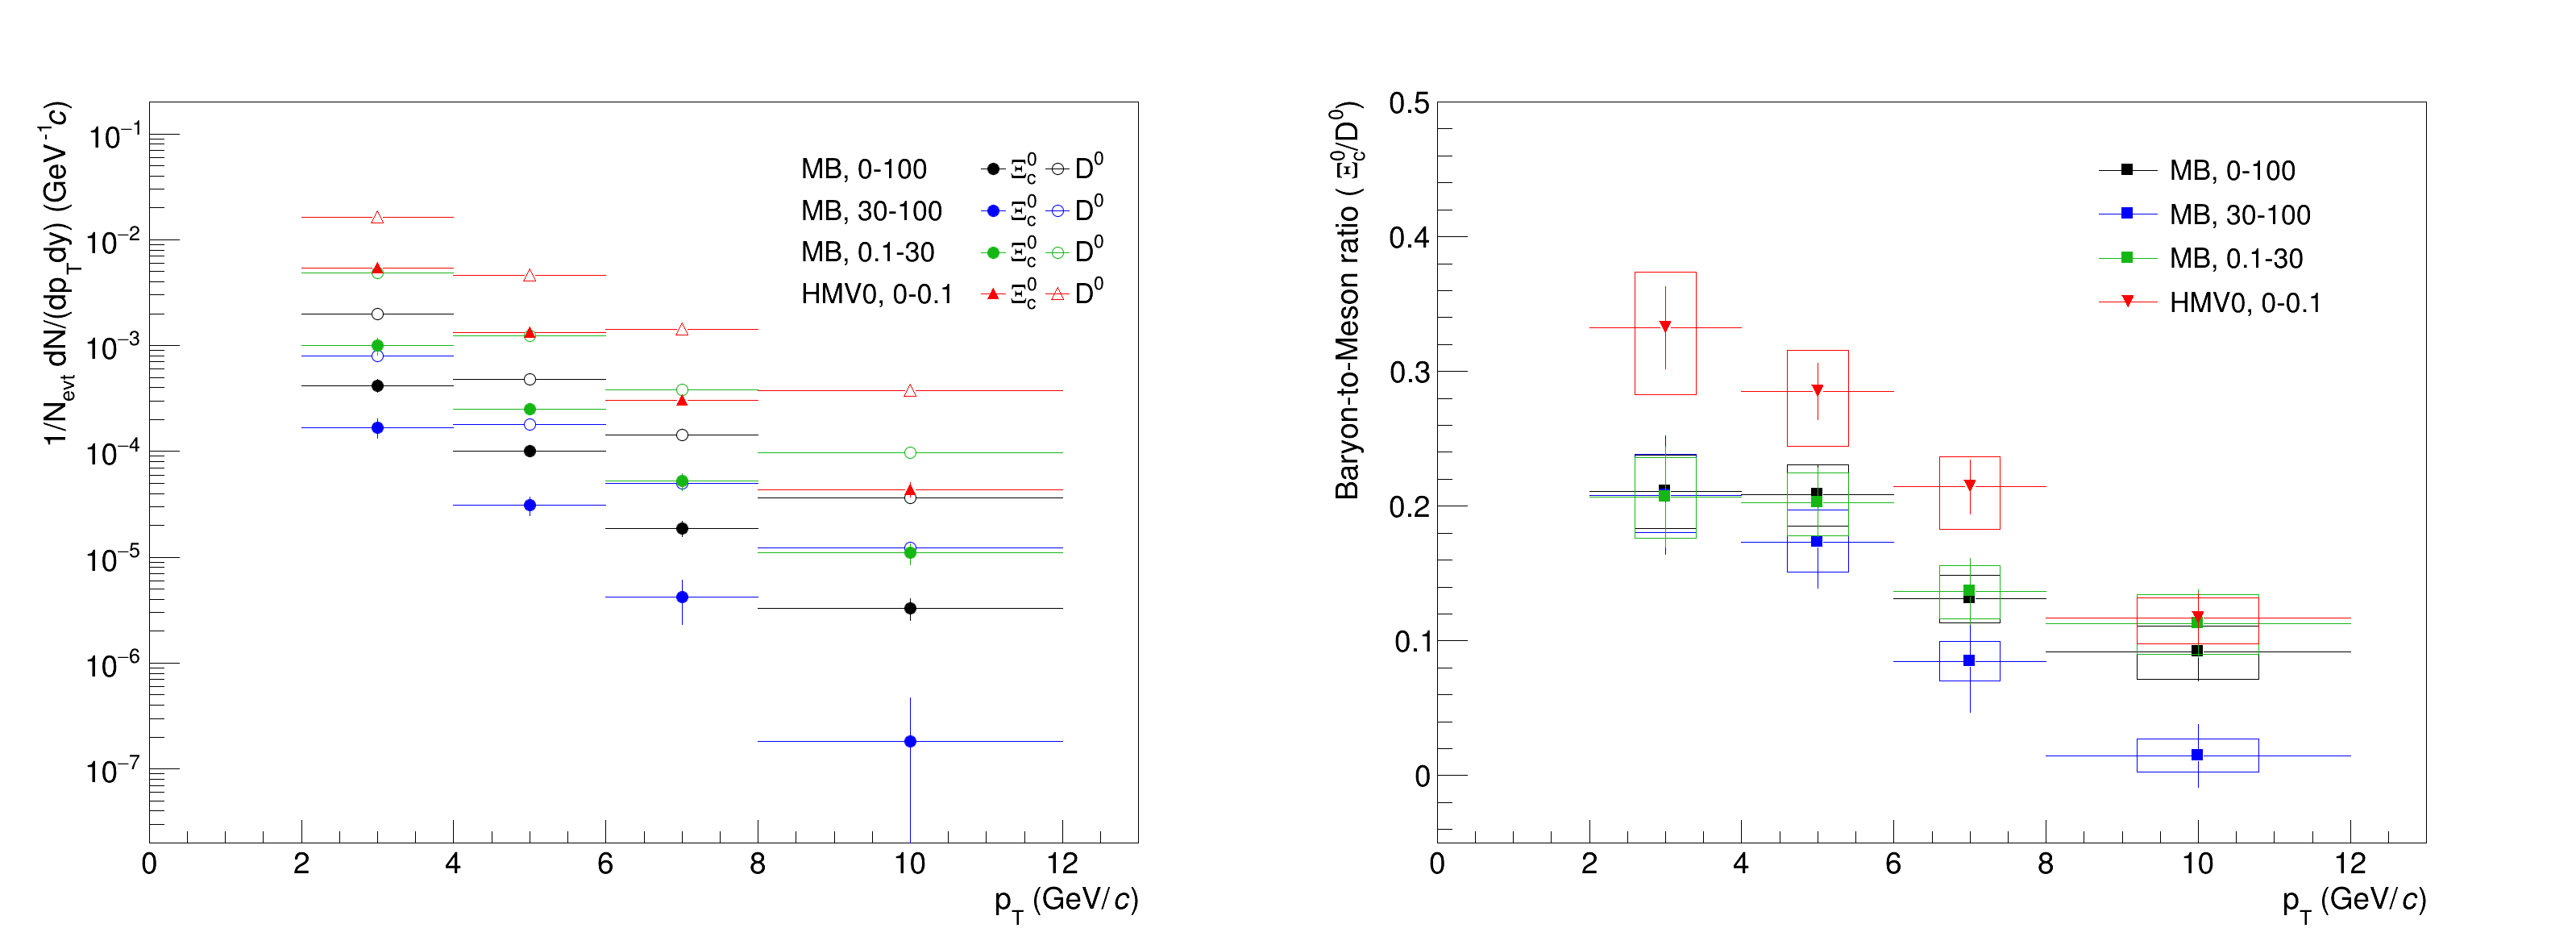 1/N_evt dN/(dp_T dy) (GeV^-1 c)
10^−1
10^−2
10^−3
10^−4
10^−5
10^−6
10^−7
MB, 0-100 Ξ_c^0 D^0
MB, 30-100 Ξ_c^0 D^0
MB, 0.1-30 Ξ_c^0 D^0
HMV0, 0-0.1 Ξ_c^0 D^0
0 2 4 6 8 10 12
p_T (GeV/c)
Baryon-to-Meson ratio ( Ξ_c^0/D^0)
0.5
0.4
0.3
0.2
0.1
0
MB, 0-100
MB, 30-100
MB, 0.1-30
HMV0, 0-0.1
0 2 4 6 8 10 12
p_T (GeV/c)